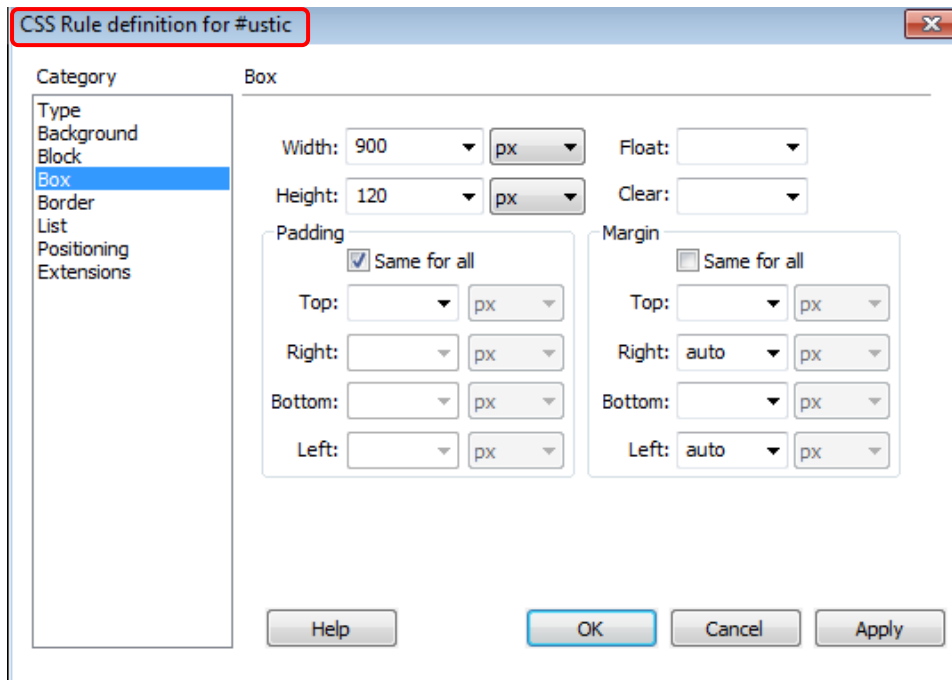 CSS Rule definition for #ustic
Category
Box
Type
Background
Block
Box
Border
List
Positioning
Extensions
Width: 900 px Float:
Height: 120 px Clear:
Padding
Same for all
Top: px
Right: px
Bottom: px
Left: px
Margin
Same for all
Top: px
Right: auto px
Bottom: px
Left: auto px
Help OK Cancel Apply